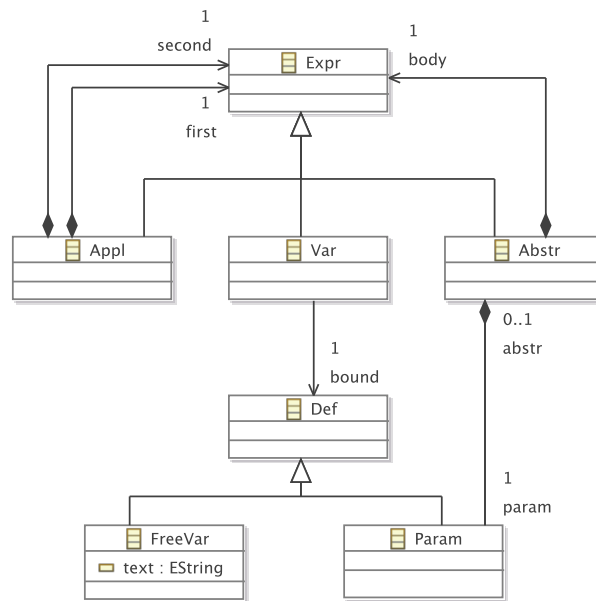 1
second
Expr
1
body
1
first
Appl
Var
Abstr
0..1
abstr
1
bound
Def
1
param
FreeVar
Param
text : EString